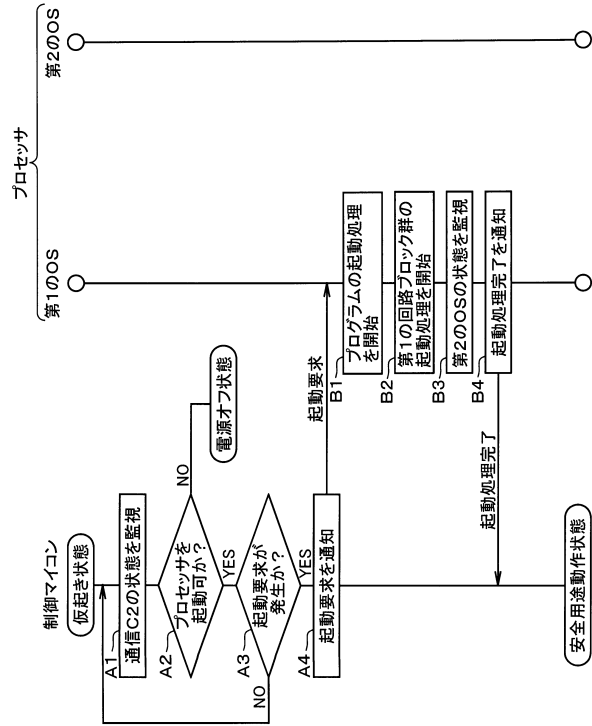 制御マイコン
プロセッサ
第1のOS
第2のOS
仮起き状態
A1
通信C2の状態を監視
A2
プロセッサを
起動可か?
NO
電源オフ状態
YES
A3
起動要求が
発生か?
NO
YES
A4
起動要求を通知
起動要求
B1
プログラムの起動処理
を開始
B2
第1の回路ブロック群の
起動処理を開始
B3
第2のOSの状態を監視
B4
起動処理完了を通知
起動処理完了
安全用途動作状態